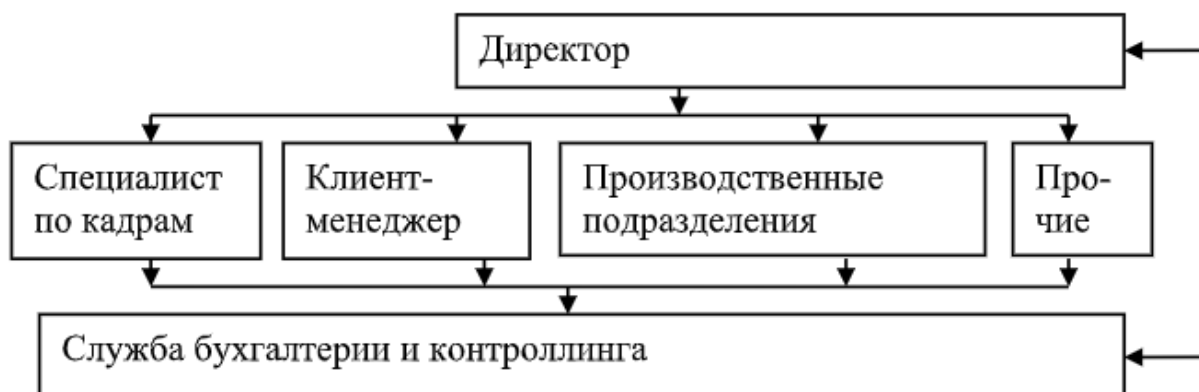 Директор
Специалист
по кадрам
Клиент-
менеджер
Производственные
подразделения
Про-
чие
Служба бухгалтерии и контроллинга